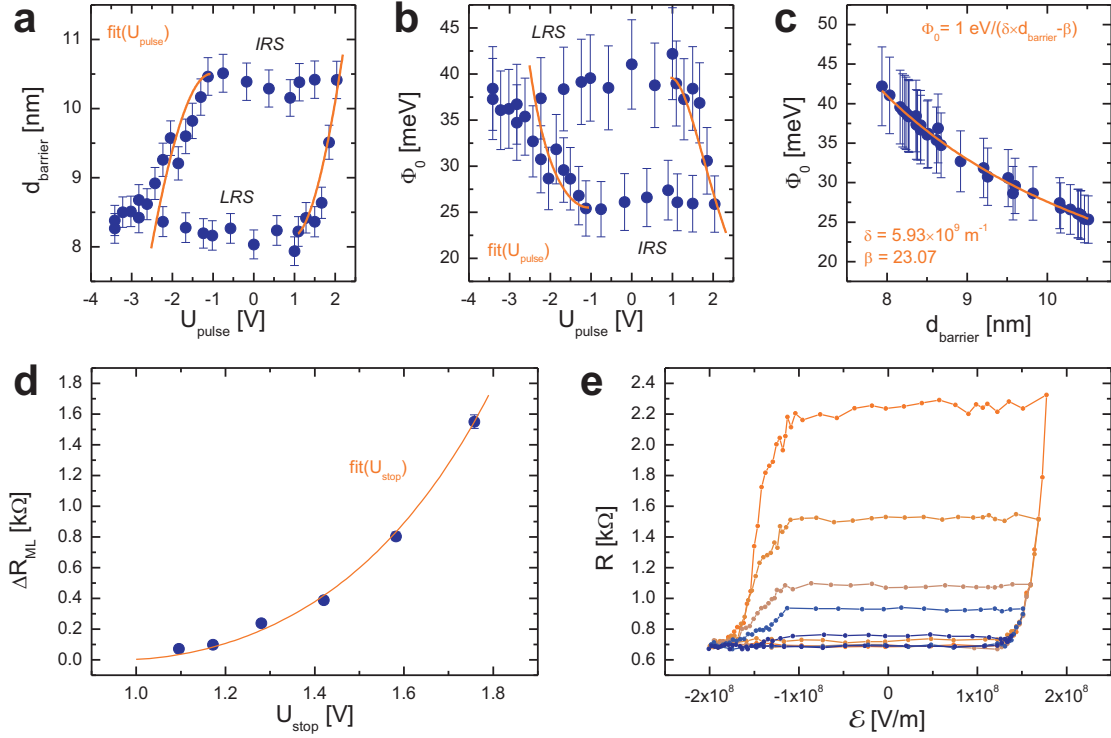 a
fit(U_pulse)
IRS
LRS
d_barrier [nm]
11
10
9
8
-4 -3 -2 -1 0 1 2
U_pulse [V]
b
LRS
fit(U_pulse)
IRS
Φ_0 [meV]
45
40
35
30
25
20
-4 -3 -2 -1 0 1 2
U_pulse [V]
c
Φ_0 = 1 eV/(δ×d_barrier-β)
δ = 5.93×10^9 m^-1
β = 23.07
Φ_0 [meV]
45
40
35
30
25
20
8 9 10
d_barrier [nm]
d
fit(U_stop)
ΔR_ML [kΩ]
1.8
1.6
1.4
1.2
1.0
0.8
0.6
0.4
0.2
0.0
1.0 1.2 1.4 1.6 1.8
U_stop [V]
e
R [kΩ]
2.4
2.2
2.0
1.8
1.6
1.4
1.2
1.0
0.8
0.6
-2x10^8 -1x10^8 0 1x10^8 2x10^8
ℰ [V/m]